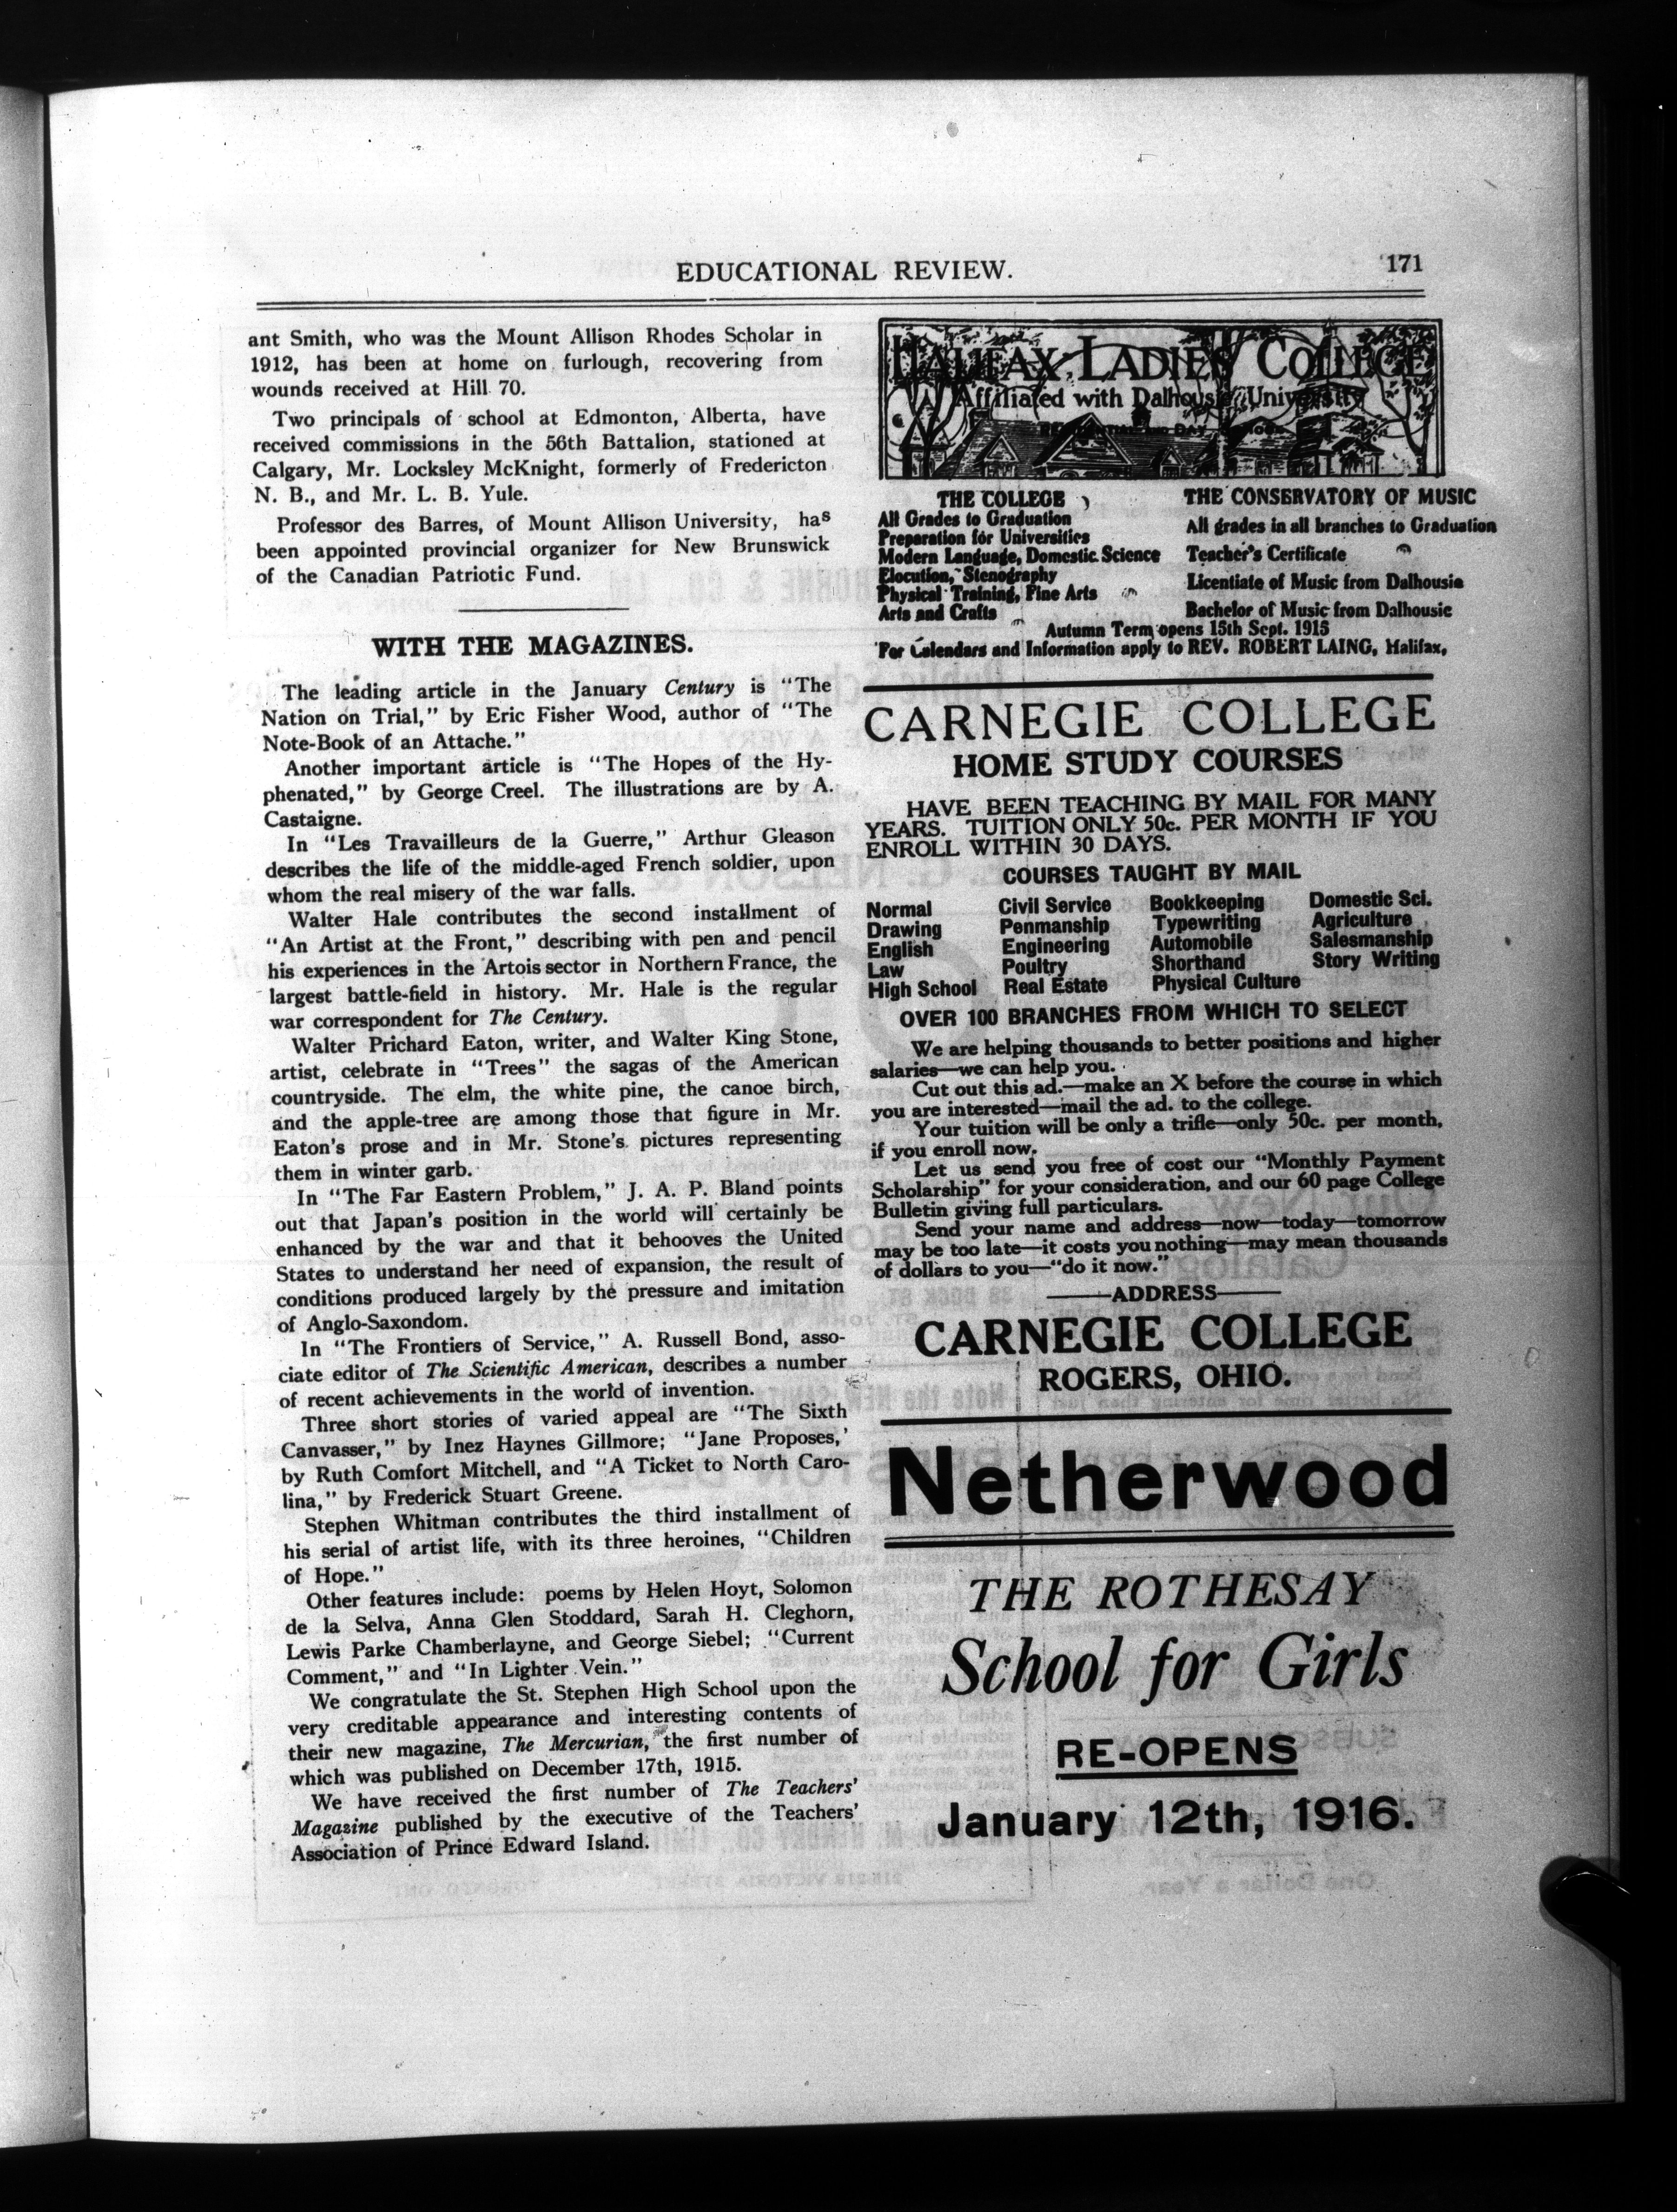 EDUCATIONAL REVIEW.
171
ant Smith, who was the Mount Allison Rhodes Scholar in
1912, has been at home on furlough, recovering from
wounds received at Hill 70.
Two principals of school at Edmonton, Alberta, have
received commissions in the 56th Battalion, stationed at
Calgary, Mr. Locksley McKnight, formerly of Fredericton
N. B., and Mr. L. B. Yule.
Professor des Barres, of Mount Allison University, has
been appointed provincial organizer for New Brunswick
of the Canadian Patriotic Fund.
WITH THE MAGAZINES.
The leading article in the January Century is “The
Nation on Trial,” by Eric Fisher Wood, author of “The
Note-Book of an Attache.”
Another important article is “The Hopes of the Hy-
phenated,” by George Creel. The illustrations are by A.
Castaigne.
In “Les Travailleurs de la Guerre,” Arthur Gleason
describes the life of the middle-aged French soldier, upon
whom the real misery of the war falls.
Walter Hale contributes the second installment of
“An Artist at the Front,” describing with pen and pencil
his experiences in the Artois sector in Northern France, the
largest battle-field in history. Mr. Hale is the regular
war correspondent for The Century.
Walter Prichard Eaton, writer, and Walter King Stone,
artist, celebrate in “Trees” the sagas of the American
countryside. The elm, the white pine, the canoe birch,
and the apple-tree are among those that figure in Mr.
Eaton's prose and in Mr. Stone's pictures representing
them in winter garb.
In “The Far Eastern Problem,” J. A. P. Bland points
out that Japan's position in the world will certainly be
enhanced by the war and that it behooves the United
States to understand her need of expansion, the result of
conditions produced largely by the pressure and imitation
of Anglo-Saxondom.
In “The Frontiers of Service,” A. Russell Bond, asso-
ciate editor of The Scientific American, describes a number
of recent achievements in the world of invention.
Three short stories of varied appeal are “The Sixth
Canvasser,” by Inez Haynes Gillmore; “Jane Proposes,’
by Ruth Comfort Mitchell, and “A Ticket to North Caro-
lina,” by Frederick Stuart Greene.
Stephen Whitman contributes the third installment of
his serial of artist life, with its three heroines, “Children
of Hope.”
Other features include: poems by Helen Hoyt, Solomon
de la Selva, Anna Glen Stoddard, Sarah H. Cleghorn,
Lewis Parke Chamberlayne, and George Siebel; “Current
Comment,” and “In Lighter Vein.”
We congratulate the St. Stephen High School upon the
very creditable appearance and interesting contents of
their new magazine, The Mercurian, the first number of
which was published on December 17th, 1915.
We have received the first number of The Teachers'
Magazine published by the executive of the Teachers'
Association of Prince Edward Island.
HALIFAX LADIES COLLEGE
Affiliated with Dalhousie University
THE COLLEGE
All Grades to Graduation
Preparation for Universities
Modern Language, Domestic Science
Elocution, Stenography
Physical Training, Fine Arts
Arts and Crafts
THE CONSERVATORY OF MUSIC
All grades in all branches to Graduation
Teacher's Certificate
Licentiate of Music from Dalhousie
Bachelor of Music from Dalhousie
Autumn Term opens 15th Sept. 1915
For Calendars and Information apply to REV. ROBERT LAING, Halifax,
CARNEGIE COLLEGE
HOME STUDY COURSES
HAVE BEEN TEACHING BY MAIL FOR MANY
YEARS. TUITION ONLY 50c. PER MONTH IF YOU
ENROLL WITHIN 30 DAYS.
COURSES TAUGHT BY MAIL
Normal Civil Service Bookkeeping Domestic Sci.
Drawing Penmanship Typewriting Agriculture
English Engineering Automobile Salesmanship
Law Poultry Shorthand Story Writing
High School Real Estate Physical Culture
OVER 100 BRANCHES FROM WHICH TO SELECT
We are helping thousands to better positions and higher
salaries—we can help you.
Cut out this ad.—make an X before the course in which
you are interested—mail the ad. to the college.
Your tuition will be only a trifle—only 50c. per month,
if you enroll now.
Let us send you free of cost our “Monthly Payment
Scholarship” for your consideration, and our 60 page College
Bulletin giving full particulars.
Send your name and address—now—today—tomorrow
may be too late—it costs you nothing—may mean thousands
of dollars to you—“do it now.”
ADDRESS
CARNEGIE COLLEGE
ROGERS, OHIO.
Netherwood
THE ROTHESAY
School for Girls
RE-OPENS
January 12th, 1916.